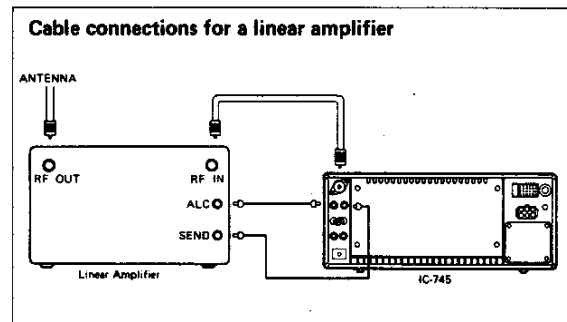 Cable connections for a linear amplifier
ANTENNA
RF OUT
RF IN
ALC
SEND
Linear Amplifier
IC-745